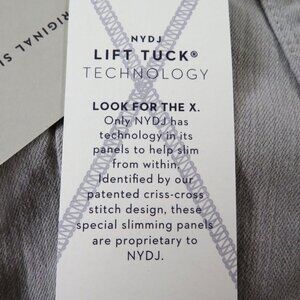 ORIGINAL
NYDJ
LIFT TUCK®
TECHNOLOGY
LOOK FOR THE X.
Only NYDJ has
technology in its
panels to help slim
from within.
Identified by our
patented criss-cross
stitch design, these
special slimming panels
are proprietary to
NYDJ.